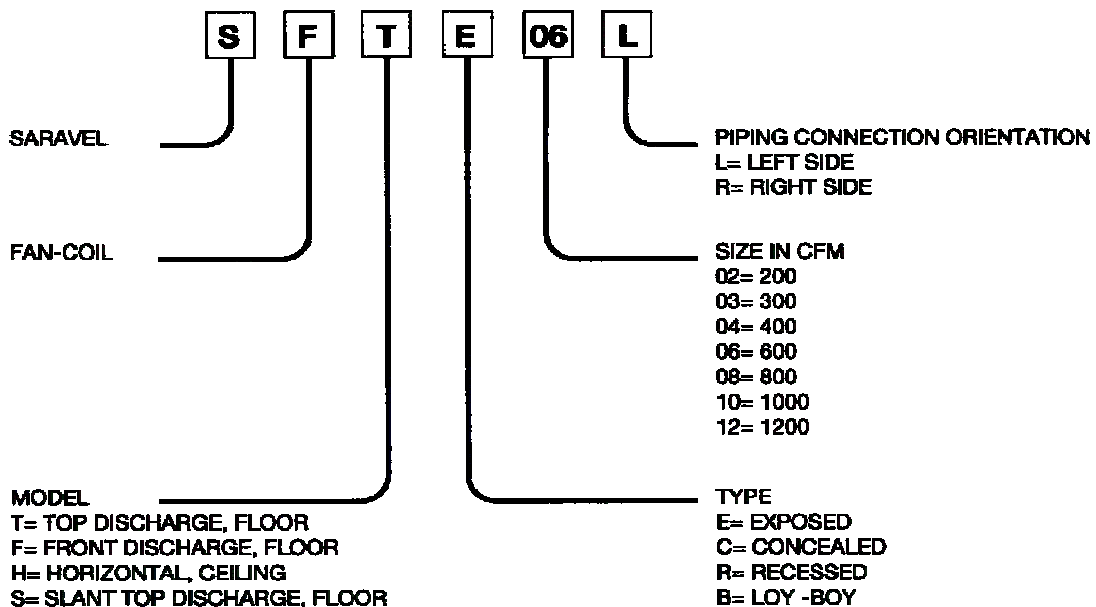 S F T E 06 L
SARAVEL
PIPING CONNECTION ORIENTATION
L= LEFT SIDE
R= RIGHT SIDE
FAN-COIL
SIZE IN CFM
02= 200
03= 300
04= 400
06= 600
08= 800
10= 1000
12= 1200
MODEL
T= TOP DISCHARGE, FLOOR
F= FRONT DISCHARGE, FLOOR
H= HORIZONTAL, CEILING
S= SLANT TOP DISCHARGE, FLOOR
TYPE
E= EXPOSED
C= CONCEALED
R= RECESSED
B= LOY -BOY